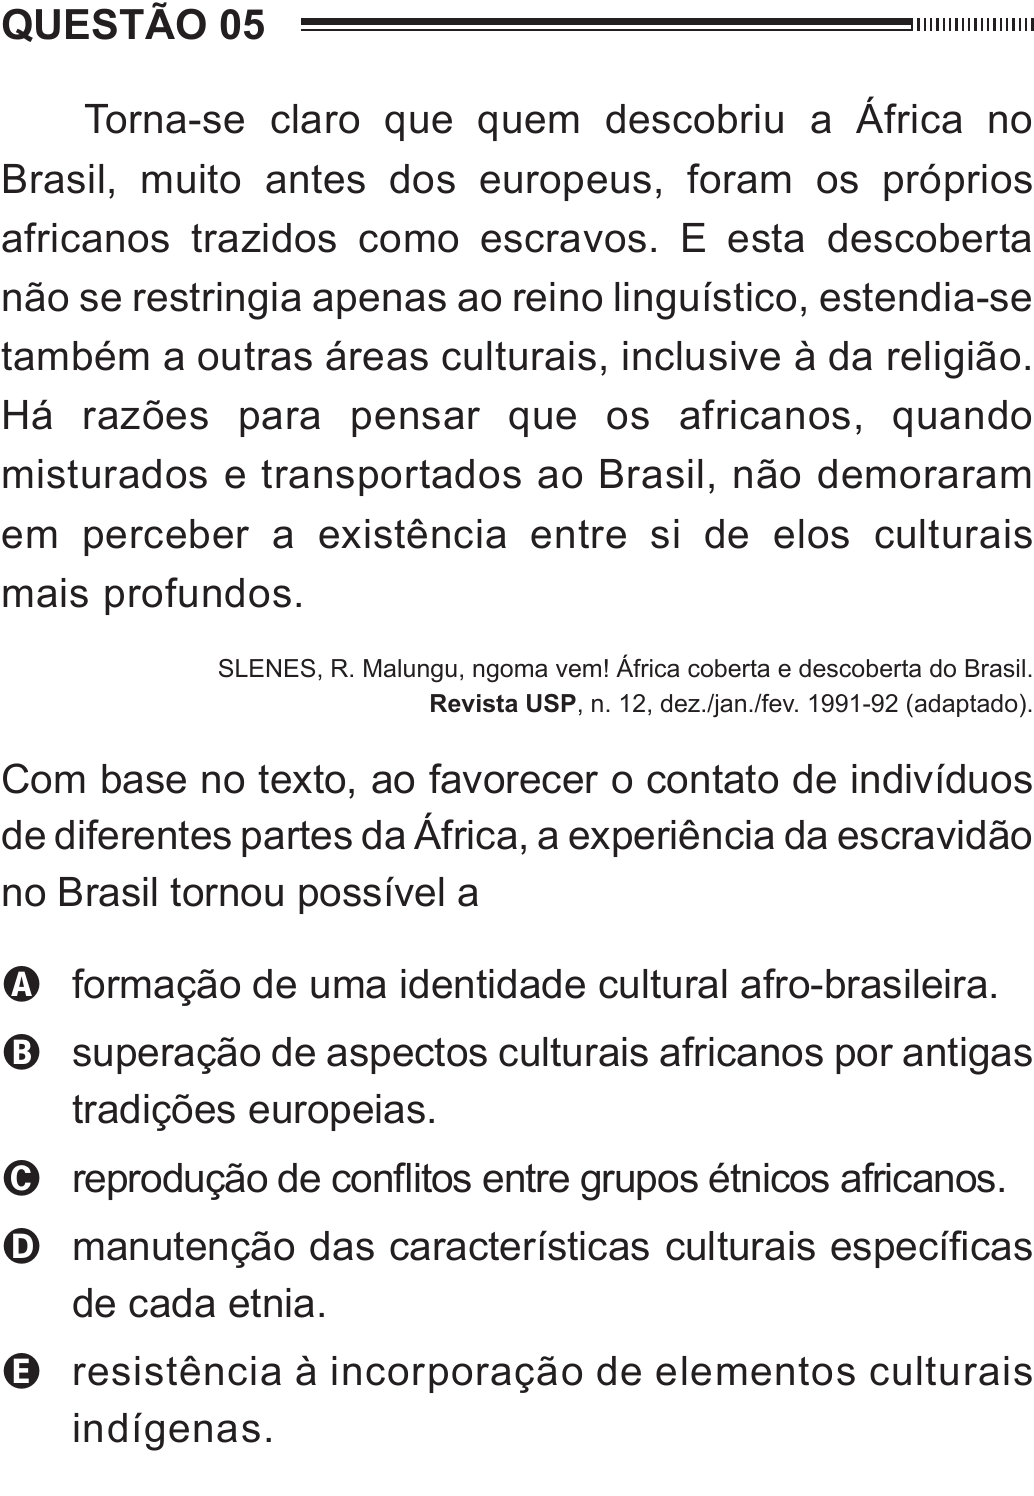 QUESTÃO 05
Torna-se claro que quem descobriu a África no
Brasil, muito antes dos europeus, foram os próprios
africanos trazidos como escravos. E esta descoberta
não se restringia apenas ao reino linguístico, estendia-se
também a outras áreas culturais, inclusive à da religião.
Há razões para pensar que os africanos, quando
misturados e transportados ao Brasil, não demoraram
em perceber a existência entre si de elos culturais
mais profundos.
SLENES, R. Malungu, ngoma vem! África coberta e descoberta do Brasil.
Revista USP, n. 12, dez./jan./fev. 1991-92 (adaptado).
Com base no texto, ao favorecer o contato de indivíduos
de diferentes partes da África, a experiência da escravidão
no Brasil tornou possível a
A formação de uma identidade cultural afro-brasileira.
B superação de aspectos culturais africanos por antigas
tradições europeias.
C reprodução de conflitos entre grupos étnicos africanos.
D manutenção das características culturais específicas
de cada etnia.
E resistência à incorporação de elementos culturais
indígenas.